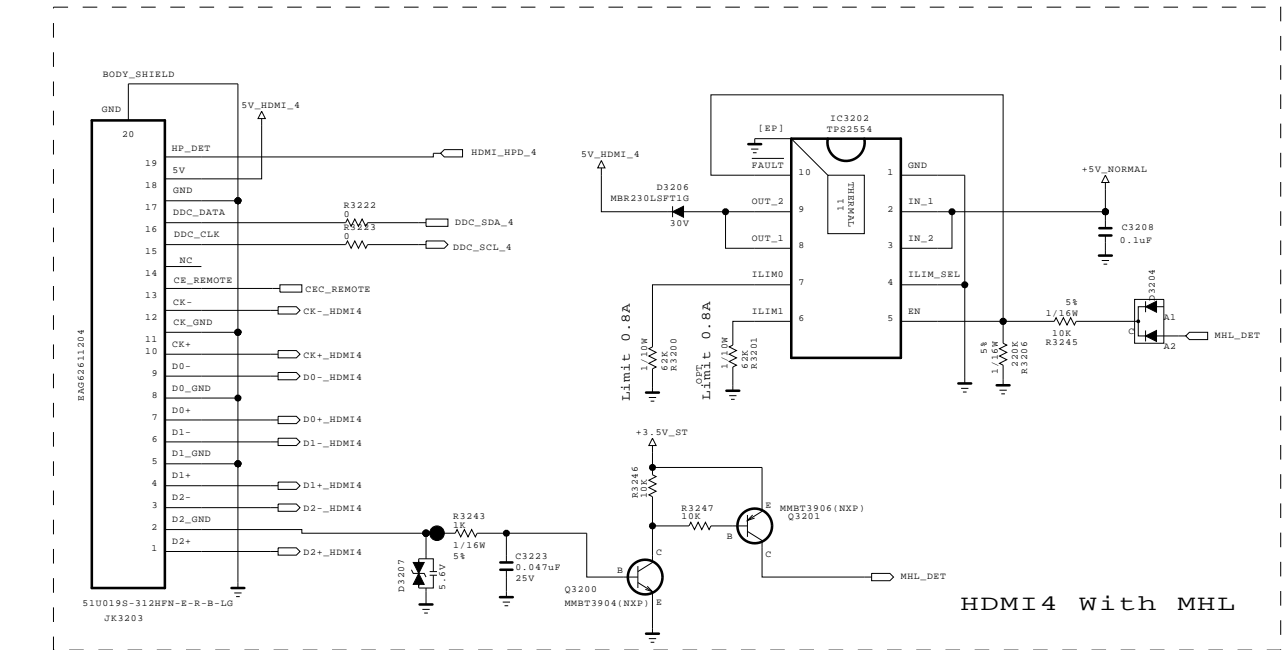 BODY_SHIELD
GND
20
5V_HDMI_4
HP_DET
19
HDMI_HPD_4
5V
18
GND
17
DDC_DATA
16
R3222
0
DDC_SDA_4
DDC_CLK
15
R3223
0
DDC_SCL_4
NC
14
CE_REMOTE
13
CEC_REMOTE
CK-
12
CK-_HDMI4
CK_GND
11
CK+
10
CK+_HDMI4
D0-
9
D0-_HDMI4
D0_GND
8
D0+
7
D0+_HDMI4
D1-
6
D1-_HDMI4
D1_GND
5
D1+
4
D1+_HDMI4
D2-
3
D2-_HDMI4
D2_GND
2
D2+
1
D2+_HDMI4
EAG62611204
51U019S-312HFN-E-R-B-LG
JK3203
IC3202
TPS2554
[EP]
THERMAL
11
FAULT
10
OUT_2
9
OUT_1
8
ILIM0
7
ILIM1
6
GND
1
IN_1
2
IN_2
3
ILIM_SEL
4
EN
5
5V_HDMI_4
D3206
MBR230LSFT1G
30V
+5V_NORMAL
C3208
0.1uF
Limit 0.8A
1/10W
62K
R3200
Limit 0.8A
OPT
1/10W
62K
R3201
5%
1/16W
220K
R3206
5%
1/16W
10K
R3245
D3204
A1
C
A2
MHL_DET
+3.5V_ST
R3246
10K
R3247
10K
E
MMBT3906(NXP)
Q3201
B
C
MHL_DET
R3243
1K
1/16W
5%
D3207
5.6V
C3223
0.047uF
25V
C
B
E
Q3200
MMBT3904(NXP)
HDMI4 With MHL